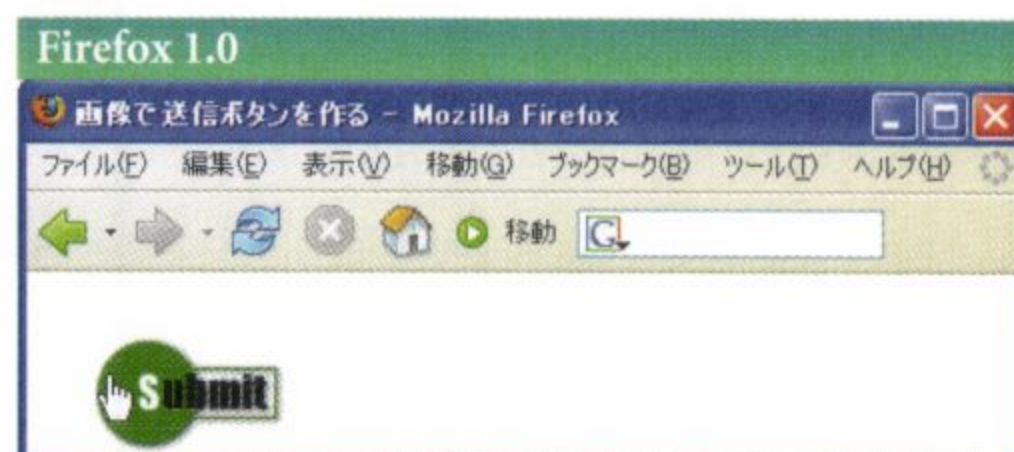 Firefox 1.0
画像で送信ボタンを作る - Mozilla Firefox
ファイル(F) 編集(E) 表示(V) 移動(G) ブックマーク(B) ツール(T) ヘルプ(H)
移動 G
Submit